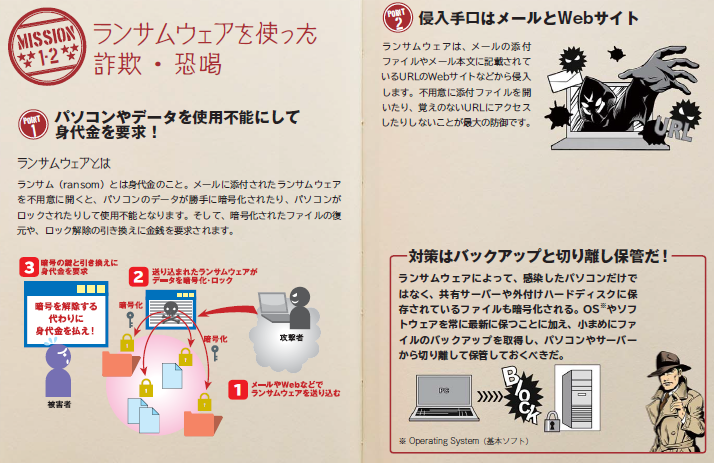 MISSION
1・2
ランサムウェアを使った
詐欺・恐喝
POINT
1
パソコンやデータを使用不能にして
身代金を要求！
ランサムウェアとは
ランサム（ransom）とは身代金のこと。メールに添付されたランサムウェア
を不用意に開くと、パソコンのデータが勝手に暗号化されたり、パソコンが
ロックされたりして使用不能となります。そして、暗号化されたファイルの復
元や、ロック解除の引き換えに金銭を要求されます。
3
暗号の鍵と引き換えに
身代金を要求
2
送り込まれたランサムウェアが
データを暗号化・ロック
暗号を解除する
代わりに
身代金を払え！
暗号化
暗号化
攻撃者
被害者
1
メールやWebなどで
ランサムウェアを送り込む
POINT
2
侵入手口はメールとWebサイト
ランサムウェアは、メールの添付
ファイルやメール本文に記載されて
いるURLのWebサイトなどから侵入
します。不用意に添付ファイルを開
いたり、覚えのないURLにアクセス
したりしないことが最大の防御です。
URL
対策はバックアップと切り離し保管だ！
ランサムウェアによって、感染したパソコンだけで
はなく、共有サーバーや外付けハードディスクに保
存されているファイルも暗号化される。OS※やソフ
トウェアを常に最新に保つことに加え、小まめにファ
イルのバックアップを取得し、パソコンやサーバー
から切り離して保管しておくべきだ。
PC
BLOCK
※ Operating System（基本ソフト）